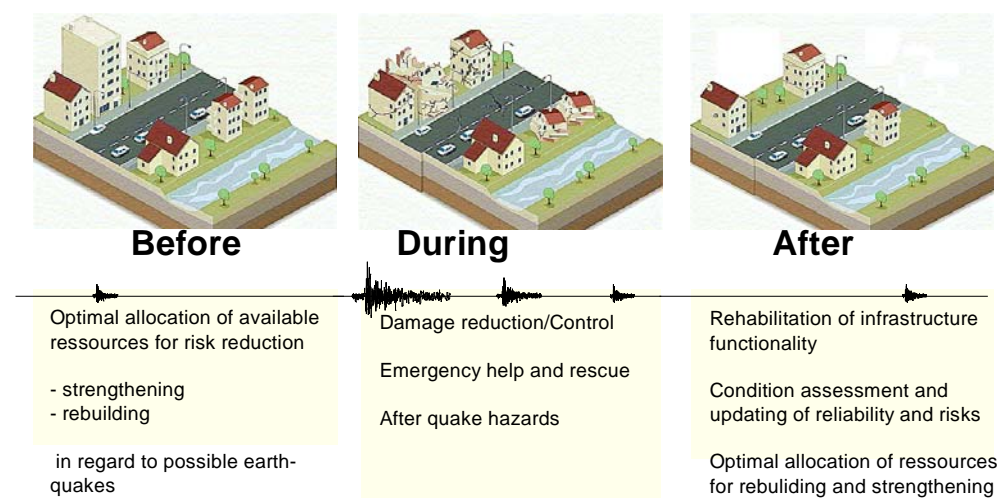 Before
During
After
Optimal allocation of available
ressources for risk reduction
- strengthening
- rebuilding
in regard to possible earth-
quakes
Damage reduction/Control
Emergency help and rescue
After quake hazards
Rehabilitation of infrastructure
functionality
Condition assessment and
updating of reliability and risks
Optimal allocation of ressources
for rebuliding and strengthening